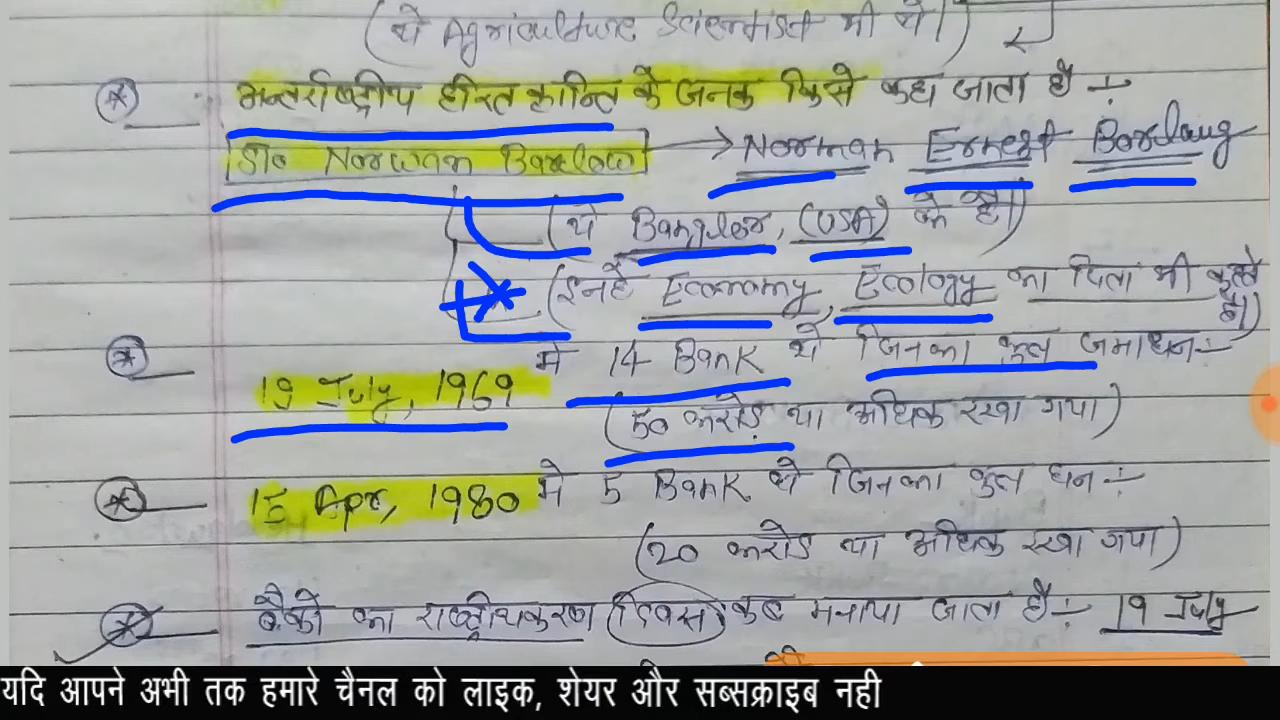 (ये Agriculture Scientist भी थे।)
अन्तर्राष्ट्रीय हरित क्रान्ति के जनक किसे कहा जाता है ÷
डॉ० Norman Barlow → Norman Ernest Borlaug
(ये Bangler, (USA) के है।)
(इन्हें Economy, Ecology का पिता भी कहते है।)
19 July, 1969 मे 14 Bank थे जिनका कुल जमाधन ÷
(50 करोड़ या अधिक रखा गया)
15 Apr, 1980 मे 5 Bank थे जिनका कुल धन ÷
(20 करोड या अधिक रखा गया)
बैंको का राष्ट्रीयकरण दिवस कब मनाया जाता है ÷ 19 July
यदि आपने अभी तक हमारे चैनल को लाइक, शेयर और सब्सक्राइब नही